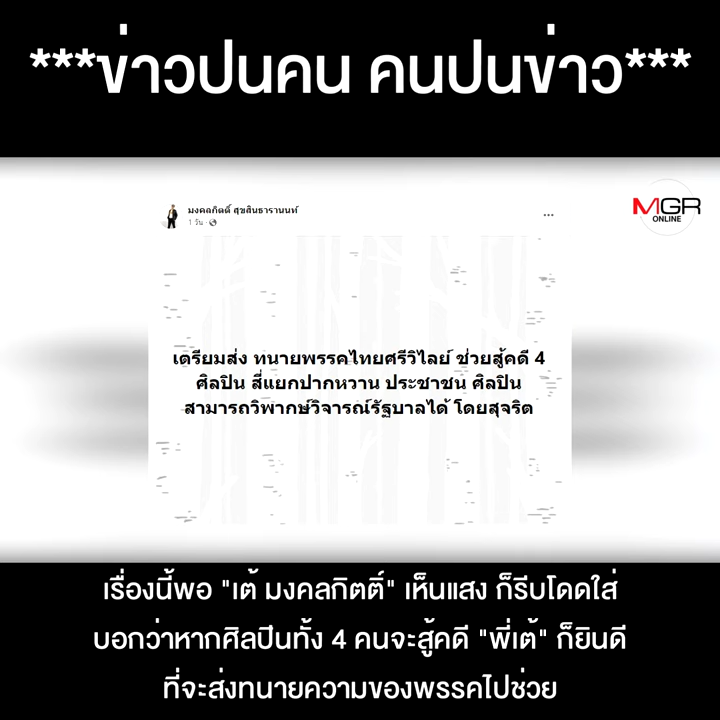 ***ข่าวปนคน คนปนข่าว***
มงคลกิตติ์ สุขสินธารานนท์
1 วัน ·
MGR
ONLINE
เตรียมส่ง ทนายพรรคไทยศรีวิไลย์ ช่วยสู้คดี 4
ศิลปิน สี่แยกปากหวาน ประชาชน ศิลปิน
สามารถวิพากษ์วิจารณ์รัฐบาลได้ โดยสุจริต
เรื่องนี้พอ "เต้ มงคลกิตติ์" เห็นแสง ก็รีบโดดใส่
บอกว่าหากศิลปินทั้ง 4 คนจะสู้คดี "พี่เต้" ก็ยินดี
ที่จะส่งทนายความของพรรคไปช่วย